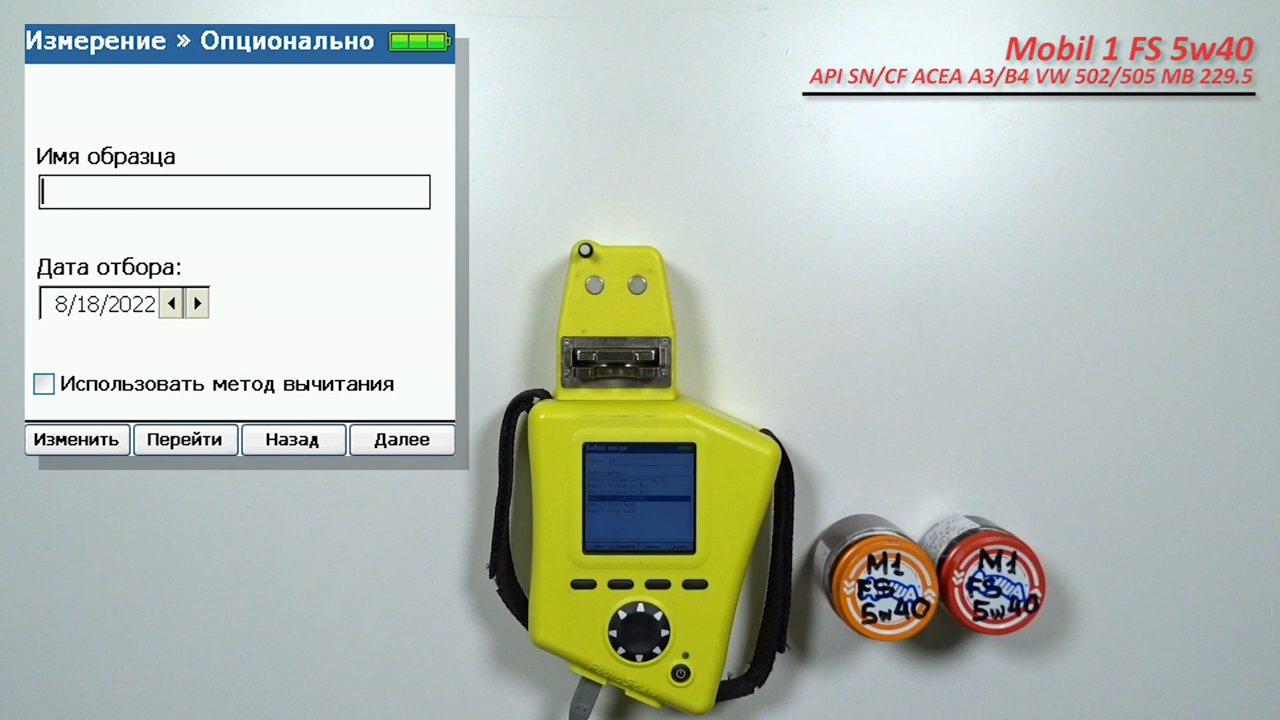 Измерение » Опционально
Имя образца
Дата отбора:
8/18/2022
Использовать метод вычитания
Изменить
Перейти
Назад
Далее
Mobil 1 FS 5w40
API SN/CF ACEA A3/B4 VW 502/505 MB 229.5
FLUIDSCAN
M1
FS
5w40
M1
FS
5w40